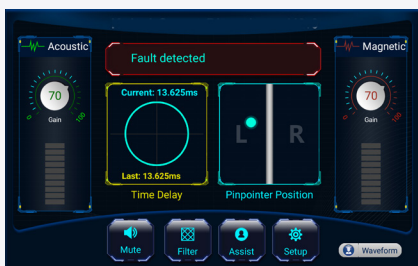 Acoustic
70
0
100
Gain
Fault detected
Current: 13.625ms
Last: 13.625ms
Time Delay
L
R
Pinpointer Position
Magnetic
70
0
100
Gain
Mute
Filter
Assist
Setup
Waveform